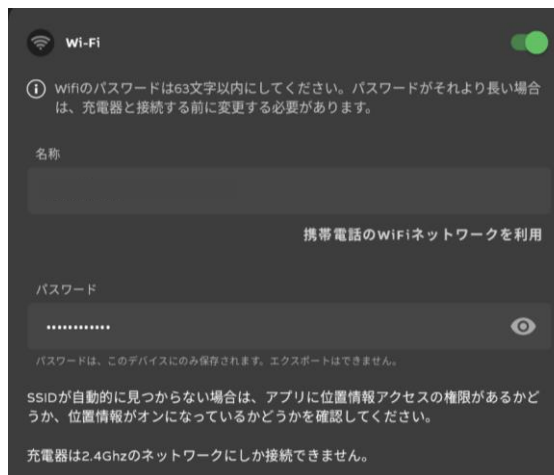 Wi-Fi
Wifiのパスワードは63文字以内にしてください。パスワードがそれより長い場合
は、充電器と接続する前に変更する必要があります。
名称
携帯電話のWiFiネットワークを利用
パスワード
••••••••••••
パスワードは、このデバイスにのみ保存されます。エクスポートはできません。
SSIDが自動的に見つからない場合は、アプリに位置情報アクセスの権限があるかど
うか、位置情報がオンになっているかどうかを確認してください。
充電器は2.4Ghzのネットワークにしか接続できません。